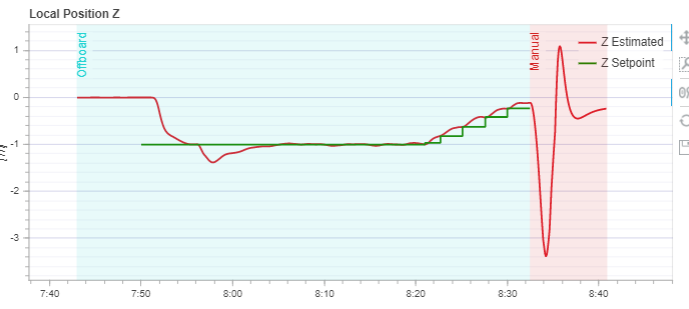 Local Position Z
Offboard
Manual
Z Estimated
Z Setpoint
1
0
-1
-2
-3
[m]
7:40
7:50
8:00
8:10
8:20
8:30
8:40